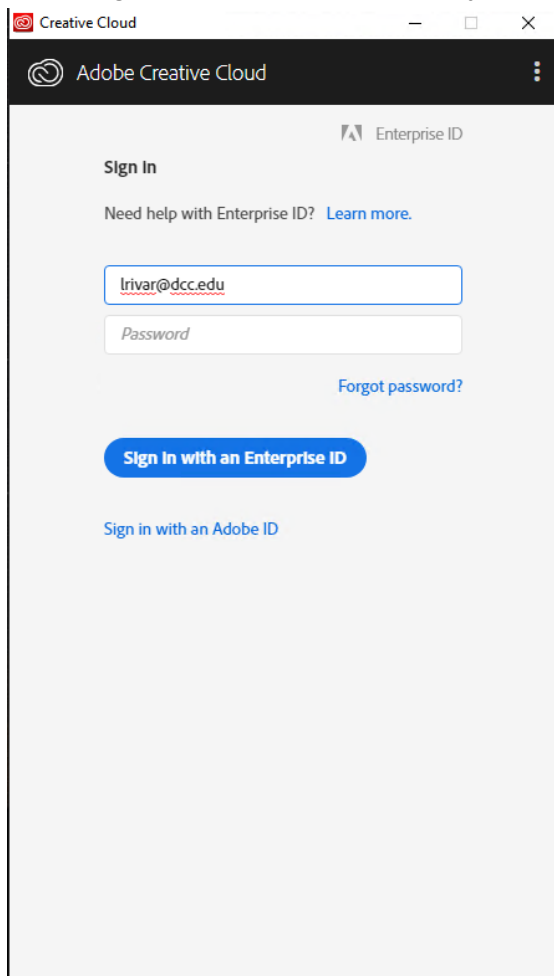 Creative Cloud
Adobe Creative Cloud
Enterprise ID
Sign In
Need help with Enterprise ID? Learn more.
lrivar@dcc.edu
Password
Forgot password?
Sign in with an Enterprise ID
Sign in with an Adobe ID